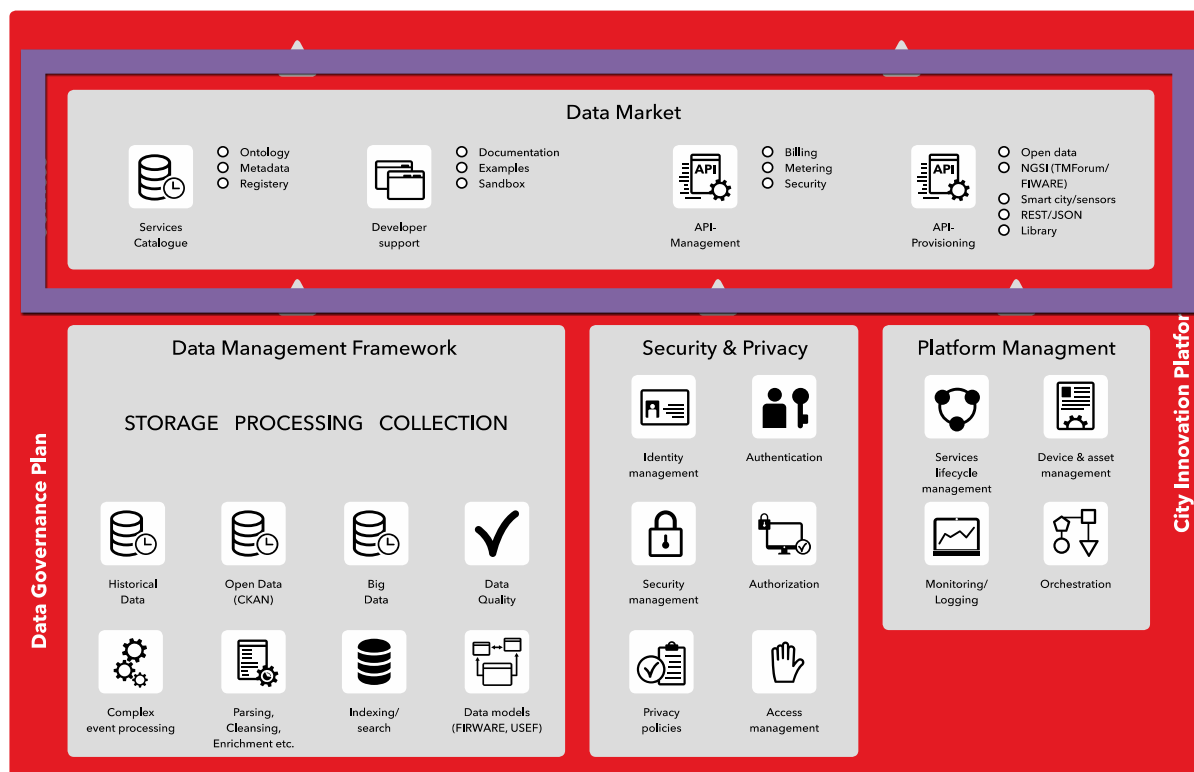 Data Market
Ontology
Metadata
Registery
Services
Catalogue
Documentation
Examples
Sandbox
Developer
support
API
Billing
Metering
Security
API-
Management
API
Open data
NGSI (TMForum/
FIWARE)
Smart city/sensors
REST/JSON
Library
API-
Provisioning
Data Management Framework
STORAGE PROCESSING COLLECTION
Historical
Data
Open Data
(CKAN)
Big
Data
Data
Quality
Complex
event processing
Parsing,
Cleansing,
Enrichment etc.
Indexing/
search
Data models
(FIRWARE, USEF)
Security & Privacy
Identity
management
Authentication
Security
management
Authorization
Privacy
policies
Access
management
Platform Managment
Services
lifecycle
management
Device & asset
management
Monitoring/
Logging
Orchestration
Data Governance Plan
City Innovation Platfor